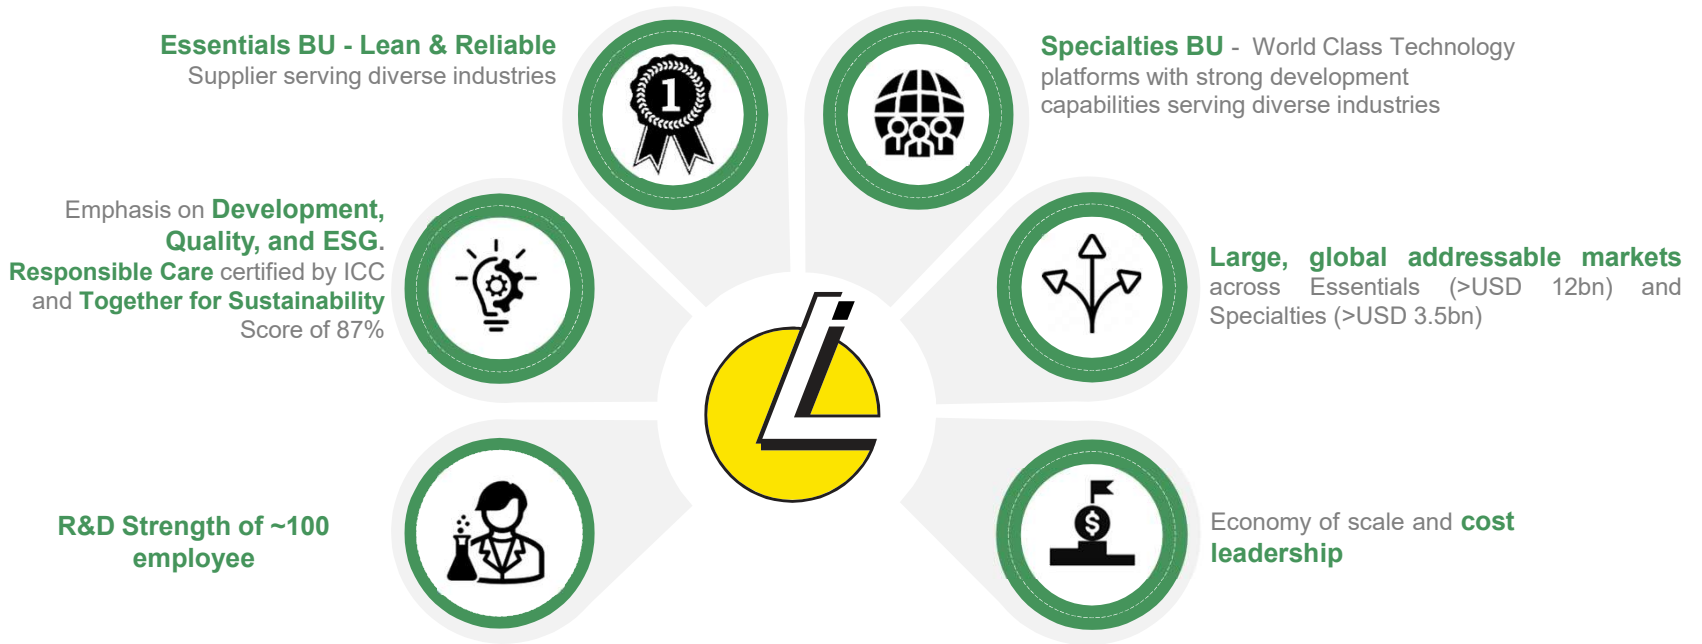 Essentials BU - Lean & Reliable
Supplier serving diverse industries
1
Specialties BU -  World Class Technology
platforms with strong development
capabilities serving diverse industries
Emphasis on Development,
Quality, and ESG.
Responsible Care certified by ICC
and Together for Sustainability
Score of 87%
Large, global addressable markets
across Essentials (>USD 12bn) and
Specialties (>USD 3.5bn)
R&D Strength of ~100
employee
$
Economy of scale and cost
leadership